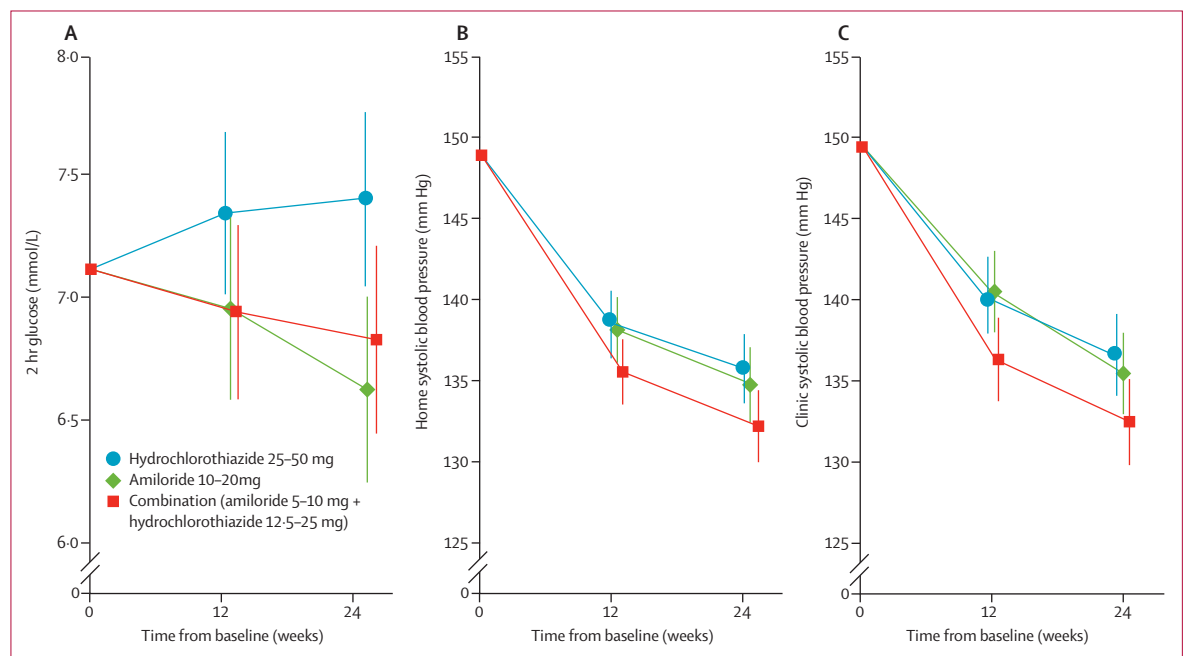 A
8·0
7·5
7·0
6·5
6·0
0
2 hr glucose (mmol/L)
Hydrochlorothiazide 25–50 mg
Amiloride 10–20mg
Combination (amiloride 5–10 mg +
hydrochlorothiazide 12·5–25 mg)
0
12
24
Time from baseline (weeks)
B
155
150
145
140
135
130
125
0
Home systolic blood pressure (mm Hg)
0
12
24
Time from baseline (weeks)
C
155
150
145
140
135
130
125
0
Clinic systolic blood pressure (mm Hg)
0
12
24
Time from baseline (weeks)